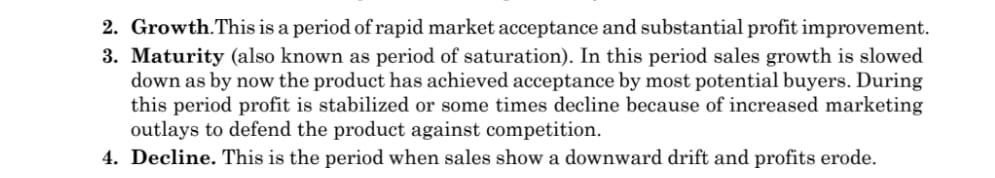 2. Growth.This is a period of rapid market acceptance and substantial profit improvement.
3. Maturity (also known as period of saturation). In this period sales growth is slowed
down as by now the product has achieved acceptance by most potential buyers. During
this period profit is stabilized or some times decline because of increased marketing
outlays to defend the product against competition.
4. Decline. This is the period when sales show a downward drift and profits erode.